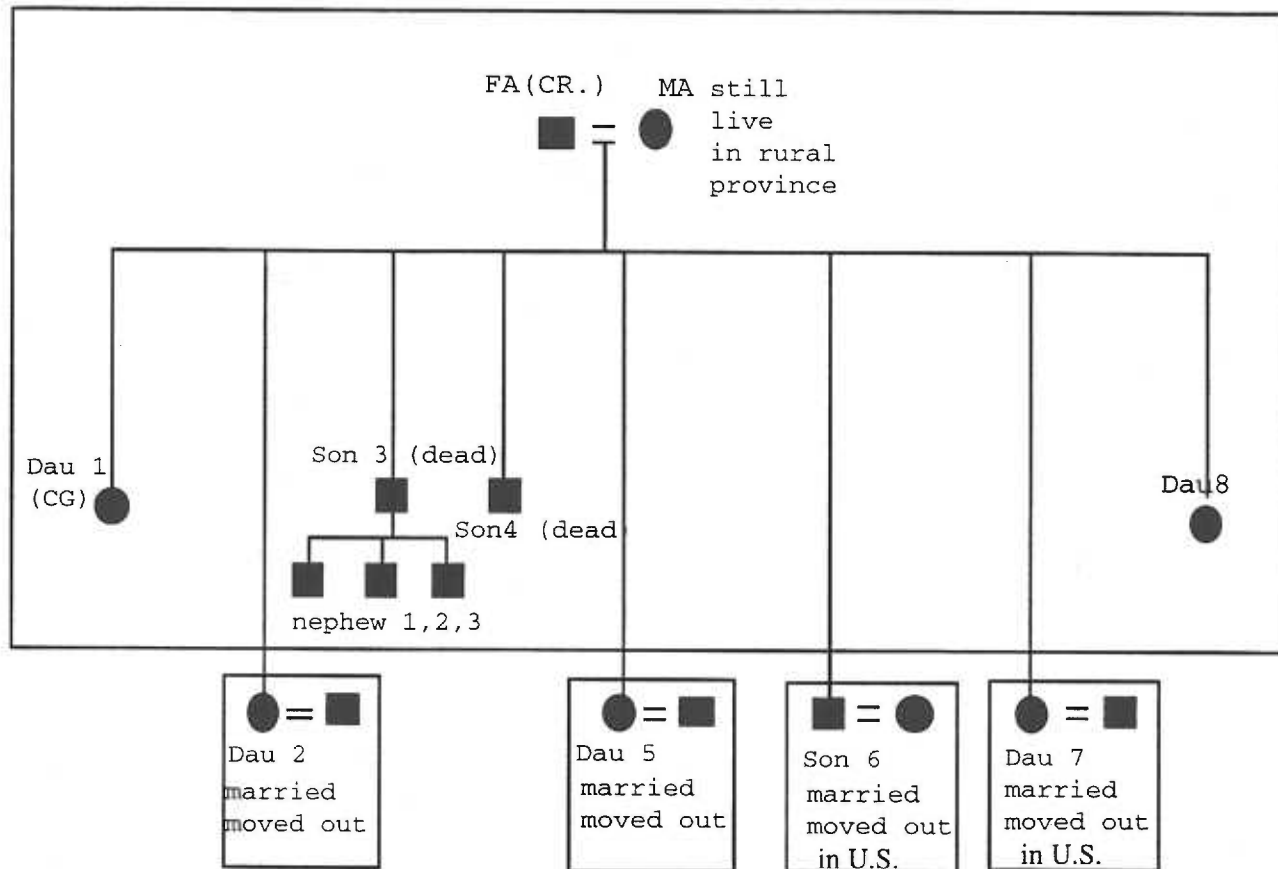 FA(CR.)
MA still
live
in rural
province
Dau 1
(CG)
Son 3 (dead)
Son4 (dead
nephew 1,2,3
Dau8
Dau 2
married
moved out
Dau 5
married
moved out
Son 6
married
moved out
in U.S.
Dau 7
married
moved out
in U.S.